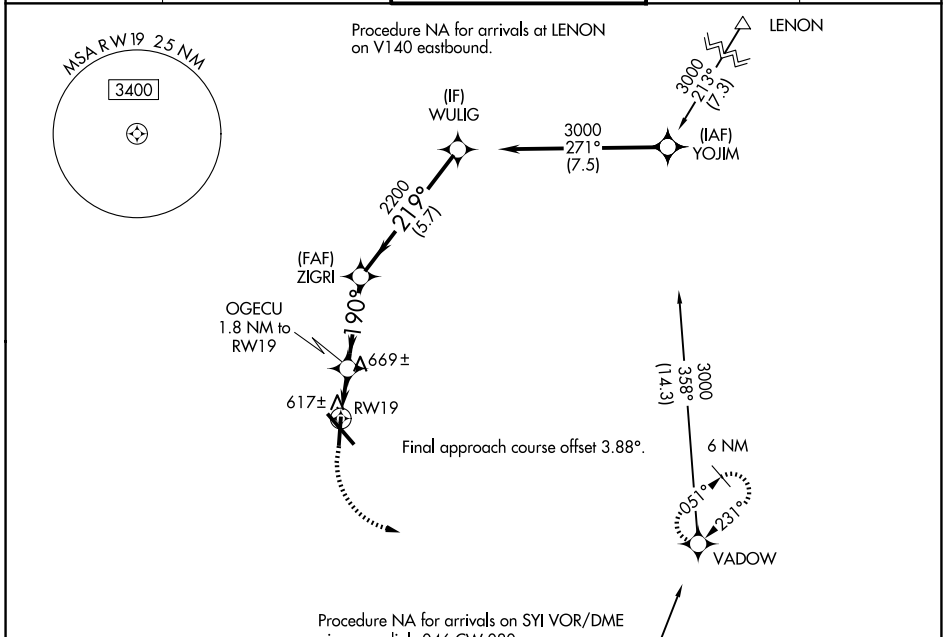 Procedure NA for arrivals at LENON
on V140 eastbound.
LENON
MSA RW19 25 NM
3400
3000
213°
(7.3)
(IF)
WULIG
3000
271°
(7.5)
(IAF)
YOJIM
2200
219°
(5.7)
(FAF)
ZIGRI
190°
OGECU
1.8 NM to
RW19
669±
617±
RW19
3000
358°
(14.3)
Final approach course offset 3.88°.
6 NM
051°
231°
VADOW
Procedure NA for arrivals on SYI VOR/DME